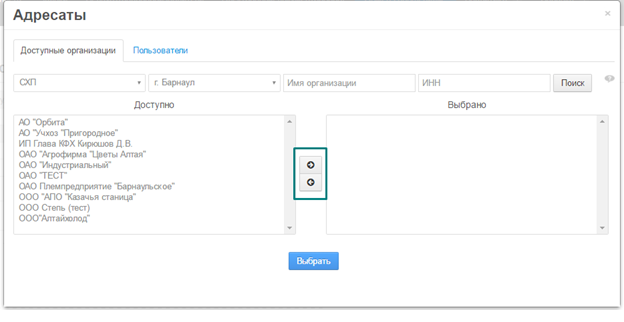 Адресаты
×
Доступные организации Пользователи
СХП г. Барнаул Имя организации ИНН Поиск
Доступно Выбрано
АО "Орбита"
АО "Учхоз "Пригородное"
ИП Глава КФХ Кирюшов Д.В.
ОАО "Агрофирма "Цветы Алтая"
ОАО "Индустриальный"
ОАО "ТЕСТ"
ОАО Племпредприятие "Барнаульское"
ООО "АПО "Казачья станица"
ООО Степь (тест)
ООО"Алтайхолод"
Выбрать